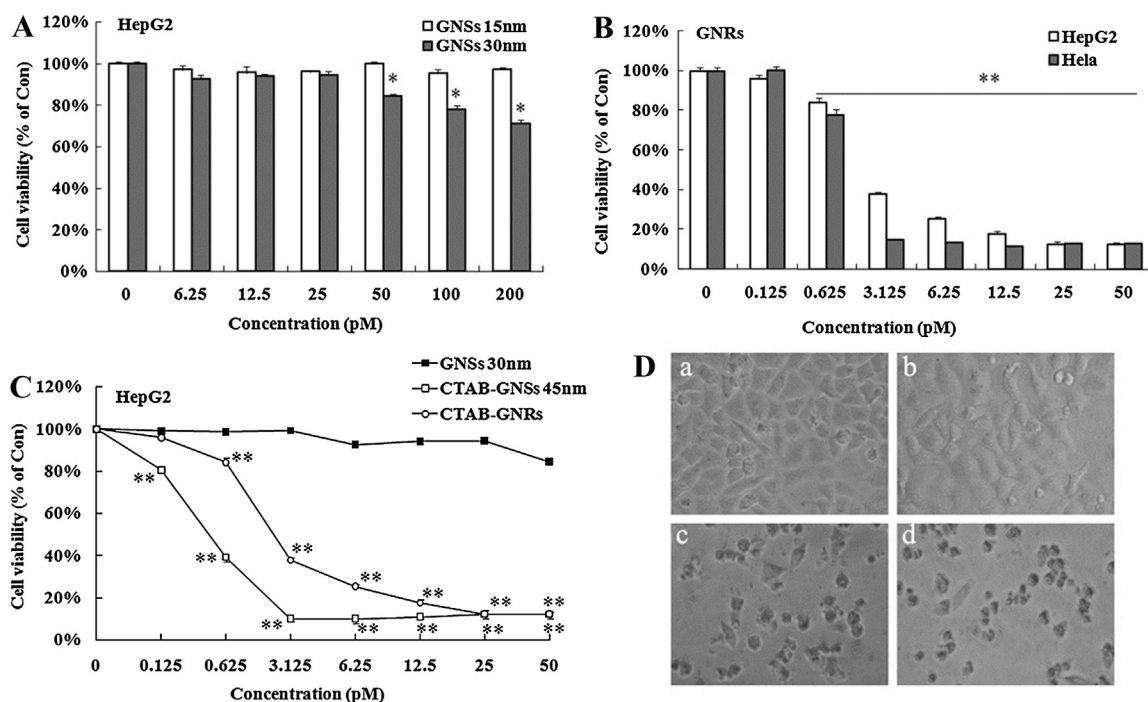 A
HepG2
GNSs 15nm
GNSs 30nm
Cell viability (% of Con)
120%
100%
80%
60%
40%
20%
0%
* * *
0 6.25 12.5 25 50 100 200
Concentration (pM)
B
GNRs
HepG2
Hela
Cell viability (% of Con)
120%
100%
80%
60%
40%
20%
0%
**
0 0.125 0.625 3.125 6.25 12.5 25 50
Concentration (pM)
C
HepG2
GNSs 30nm
CTAB-GNSs 45nm
CTAB-GNRs
Cell viability (% of Con)
120%
100%
80%
60%
40%
20%
0%
** ** ** ** ** **
** ** ** ** ** ** **
0 0.125 0.625 3.125 6.25 12.5 25 50
Concentration (pM)
D
a
b
c
d